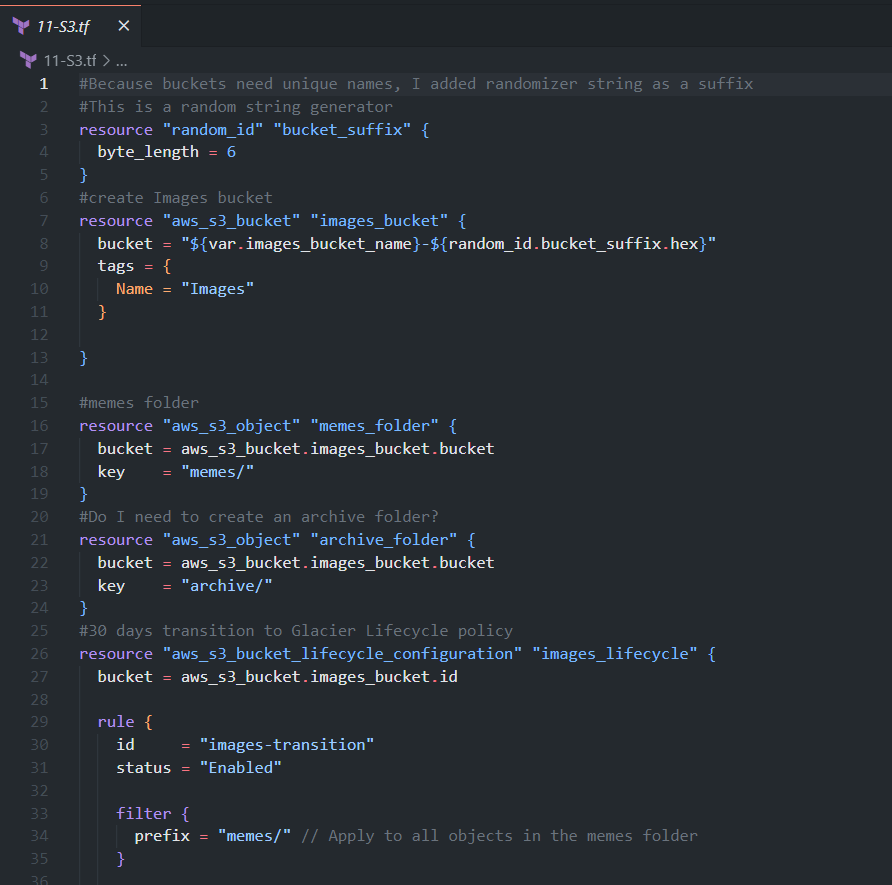 11-S3.tf ×
11-S3.tf > ...
1 #Because buckets need unique names, I added randomizer string as a suffix
2 #This is a random string generator
3 resource "random_id" "bucket_suffix" {
4 byte_length = 6
5 }
6 #create Images bucket
7 resource "aws_s3_bucket" "images_bucket" {
8 bucket = "${var.images_bucket_name}-${random_id.bucket_suffix.hex}"
9 tags = {
10 Name = "Images"
11 }
12
13 }
14
15 #memes folder
16 resource "aws_s3_object" "memes_folder" {
17 bucket = aws_s3_bucket.images_bucket.bucket
18 key    = "memes/"
19 }
20 #Do I need to create an archive folder?
21 resource "aws_s3_object" "archive_folder" {
22 bucket = aws_s3_bucket.images_bucket.bucket
23 key    = "archive/"
24 }
25 #30 days transition to Glacier Lifecycle policy
26 resource "aws_s3_bucket_lifecycle_configuration" "images_lifecycle" {
27 bucket = aws_s3_bucket.images_bucket.id
28
29 rule {
30 id     = "images-transition"
31 status = "Enabled"
32
33 filter {
34 prefix = "memes/" // Apply to all objects in the memes folder
35 }
36